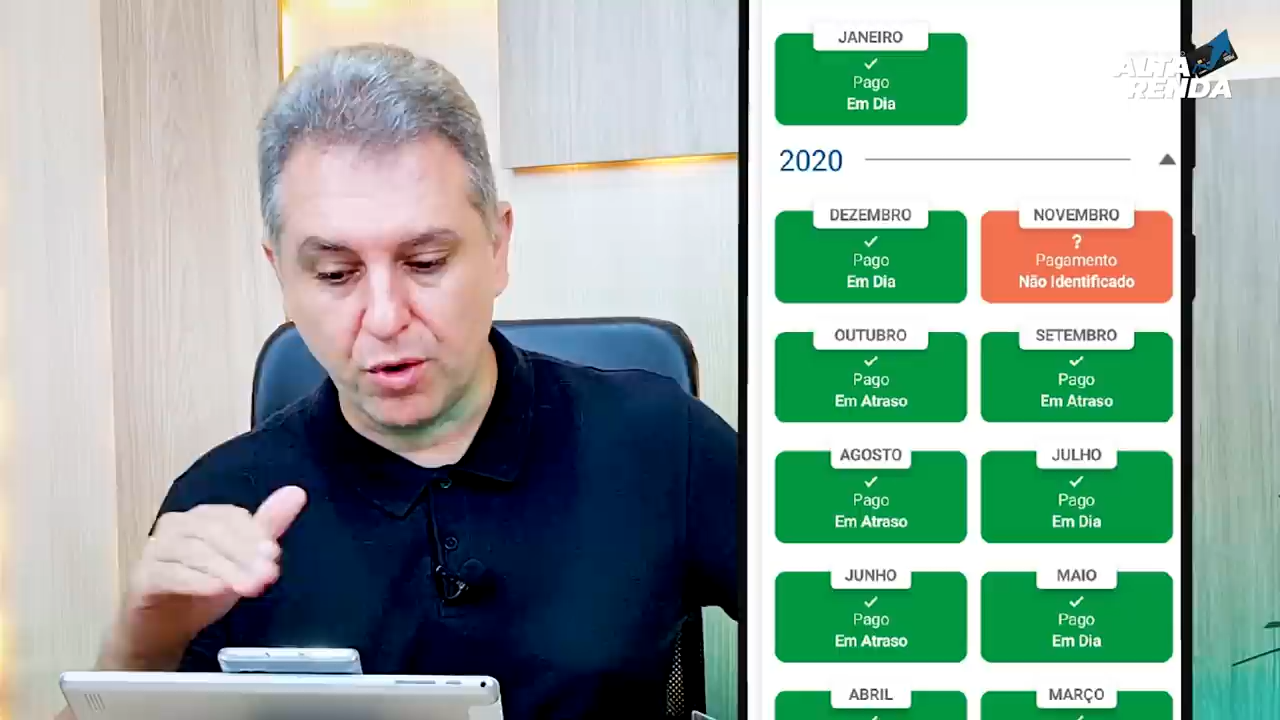 JANEIRO
Pago
Em Dia
ALTA
RENDA
2020
DEZEMBRO
Pago
Em Dia
NOVEMBRO
?
Pagamento
Não Identificado
OUTUBRO
Pago
Em Atraso
SETEMBRO
Pago
Em Atraso
AGOSTO
Pago
Em Atraso
JULHO
Pago
Em Dia
JUNHO
Pago
Em Atraso
MAIO
Pago
Em Dia
ABRIL
MARÇO